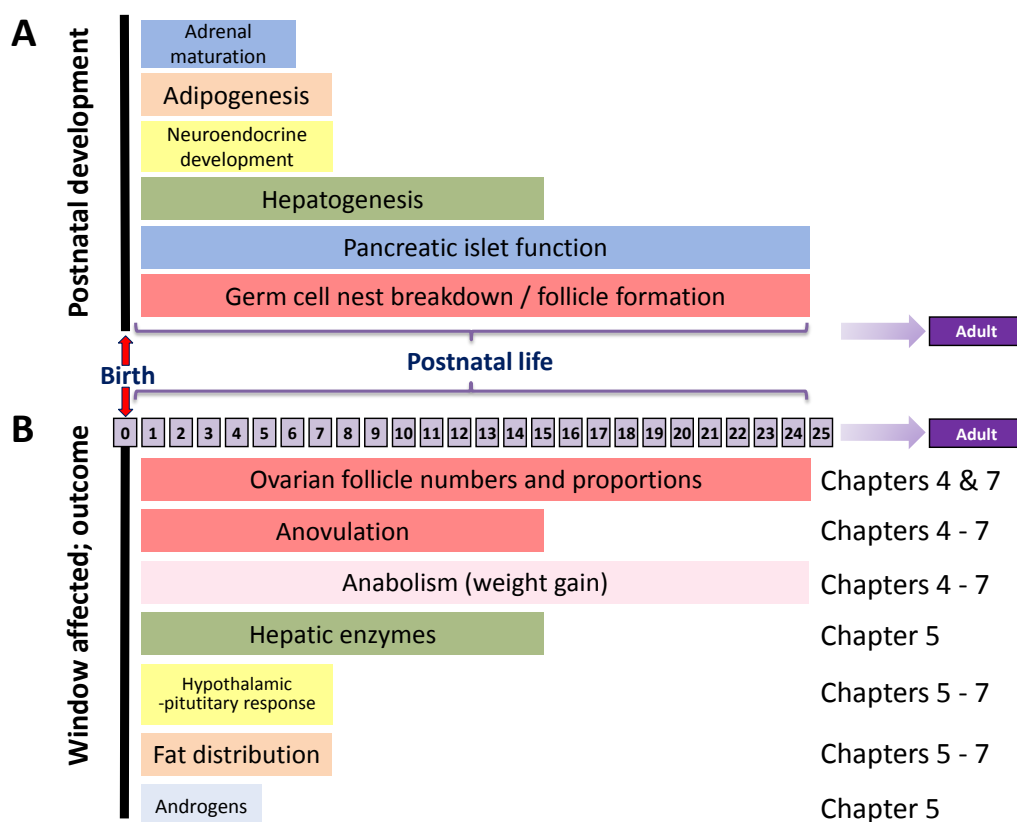 A
Postnatal development
Adrenal
maturation
Adipogenesis
Neuroendocrine
development
Hepatogenesis
Pancreatic islet function
Germ cell nest breakdown / follicle formation
Adult
Birth
Postnatal life
B
Window affected; outcome
0 1 2 3 4 5 6 7 8 9 10 11 12 13 14 15 16 17 18 19 20 21 22 23 24 25
Adult
Ovarian follicle numbers and proportions
Chapters 4 & 7
Anovulation
Chapters 4 - 7
Anabolism (weight gain)
Chapters 4 - 7
Hepatic enzymes
Chapter 5
Hypothalamic
-pitutitary response
Chapters 5 - 7
Fat distribution
Chapters 5 - 7
Androgens
Chapter 5